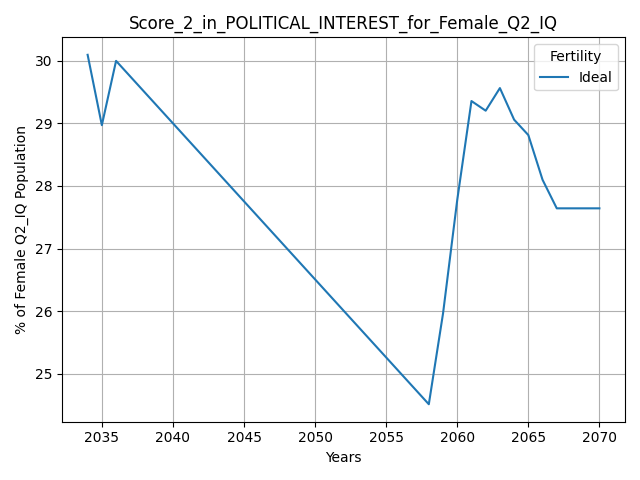 Score_2_in_POLITICAL_INTEREST_for_Female_Q2_IQ
Fertility
Ideal
% of Female Q2_IQ Population
30
29
28
27
26
25
2035
2040
2045
2050
2055
2060
2065
2070
Years